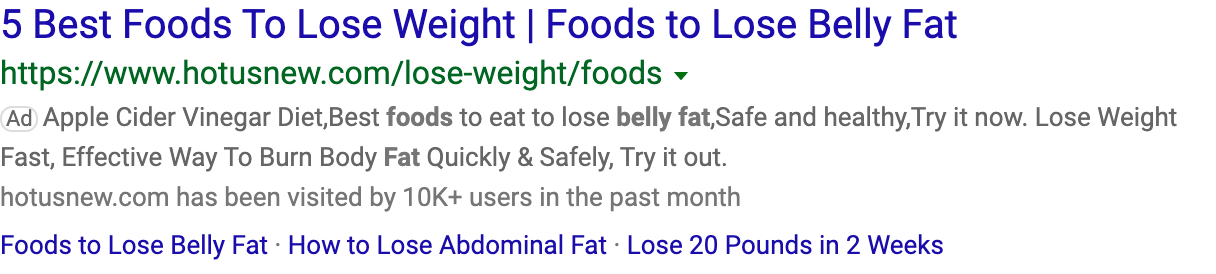 5 Best Foods To Lose Weight | Foods to Lose Belly Fat
https://www.hotusnew.com/lose-weight/foods
Ad Apple Cider Vinegar Diet,Best foods to eat to lose belly fat,Safe and healthy,Try it now. Lose Weight
Fast, Effective Way To Burn Body Fat Quickly & Safely, Try it out.
hotusnew.com has been visited by 10K+ users in the past month
Foods to Lose Belly Fat · How to Lose Abdominal Fat · Lose 20 Pounds in 2 Weeks